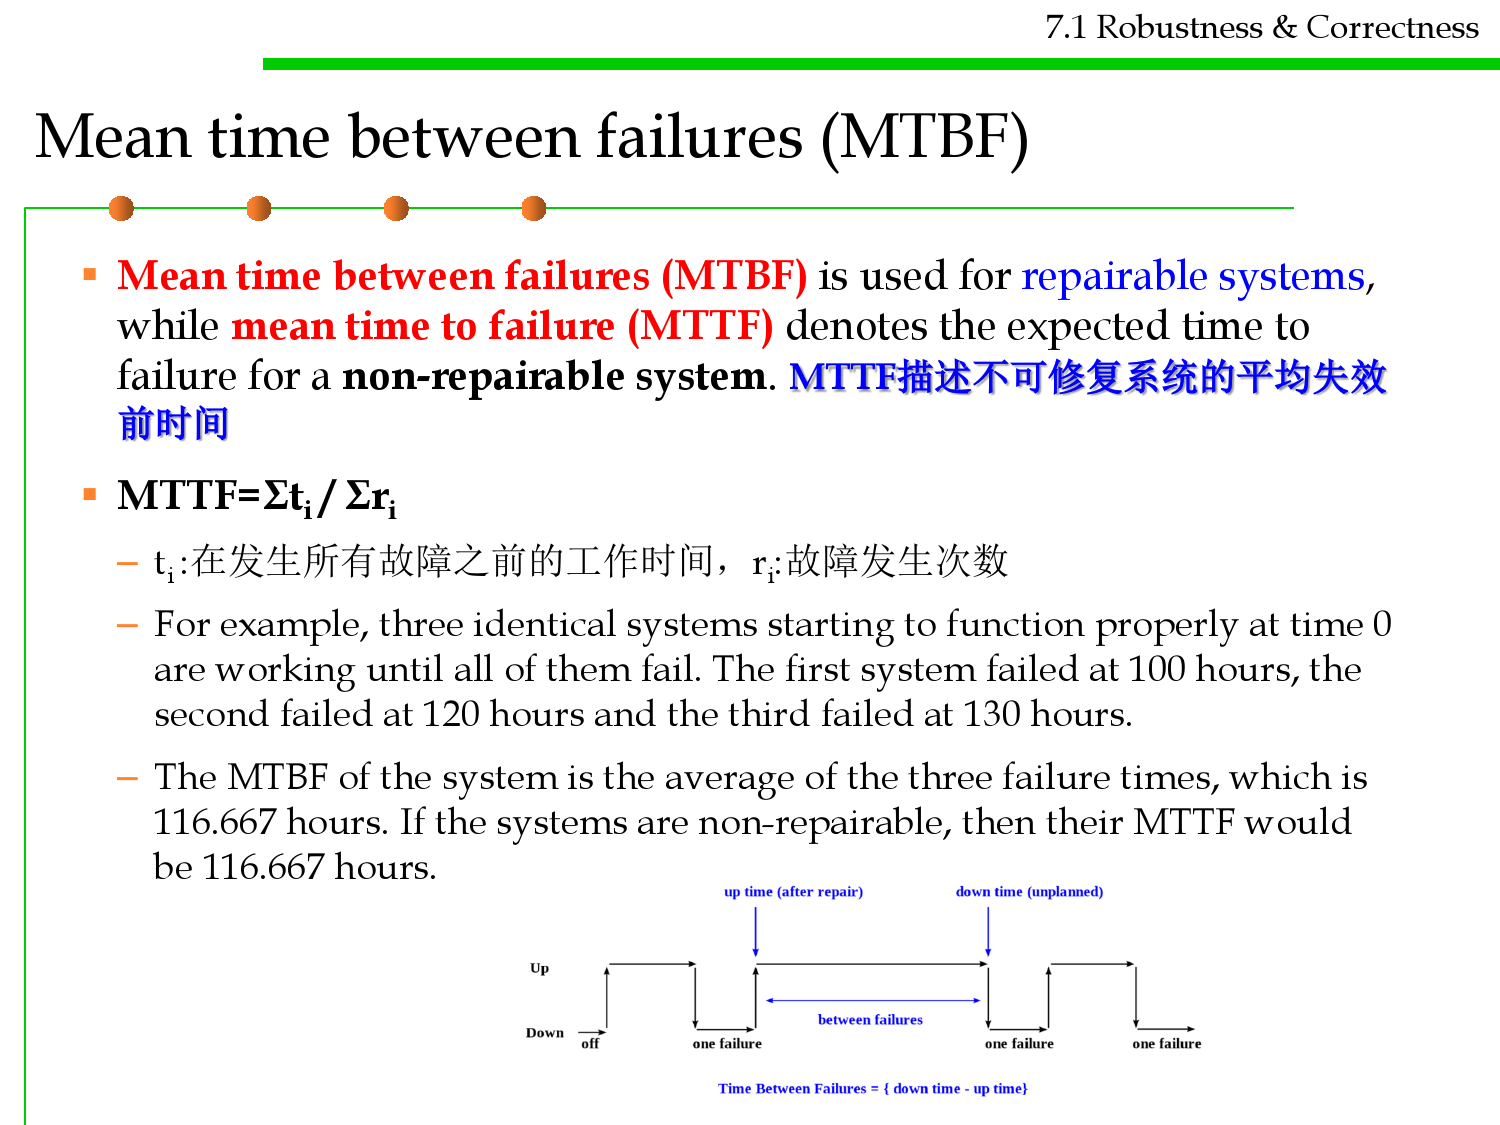 7.1 Robustness & Correctness
Mean time between failures (MTBF)
▪ Mean time between failures (MTBF) is used for repairable systems,
while mean time to failure (MTTF) denotes the expected time to
failure for a non-repairable system. MTTF描述不可修复系统的平均失效
前时间
▪ MTTF=Σti / Σri
– ti :在发生所有故障之前的工作时间，ri:故障发生次数
– For example, three identical systems starting to function properly at time 0
are working until all of them fail. The first system failed at 100 hours, the
second failed at 120 hours and the third failed at 130 hours.
– The MTBF of the system is the average of the three failure times, which is
116.667 hours. If the systems are non-repairable, then their MTTF would
be 116.667 hours.
up time (after repair) down time (unplanned)
Up
between failures
Down
off one failure one failure one failure
Time Between Failures = { down time - up time}